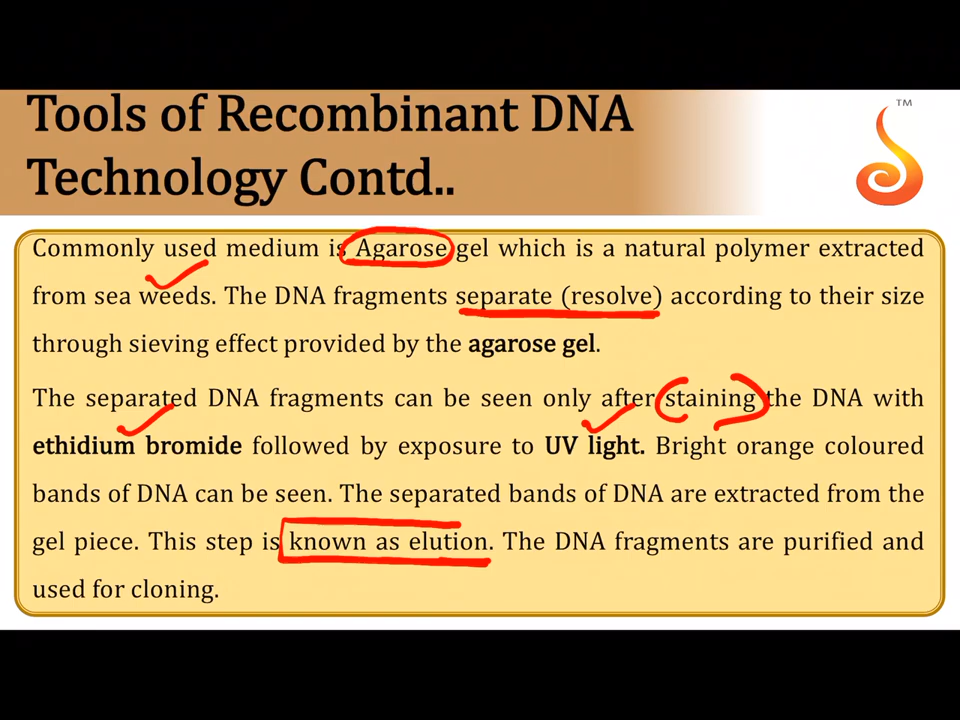 Tools of Recombinant DNA
Technology Contd..
TM
Commonly used medium is Agarose gel which is a natural polymer extracted
from sea weeds. The DNA fragments separate (resolve) according to their size
through sieving effect provided by the agarose gel.
The separated DNA fragments can be seen only after staining the DNA with
ethidium bromide followed by exposure to UV light. Bright orange coloured
bands of DNA can be seen. The separated bands of DNA are extracted from the
gel piece. This step is known as elution. The DNA fragments are purified and
used for cloning.